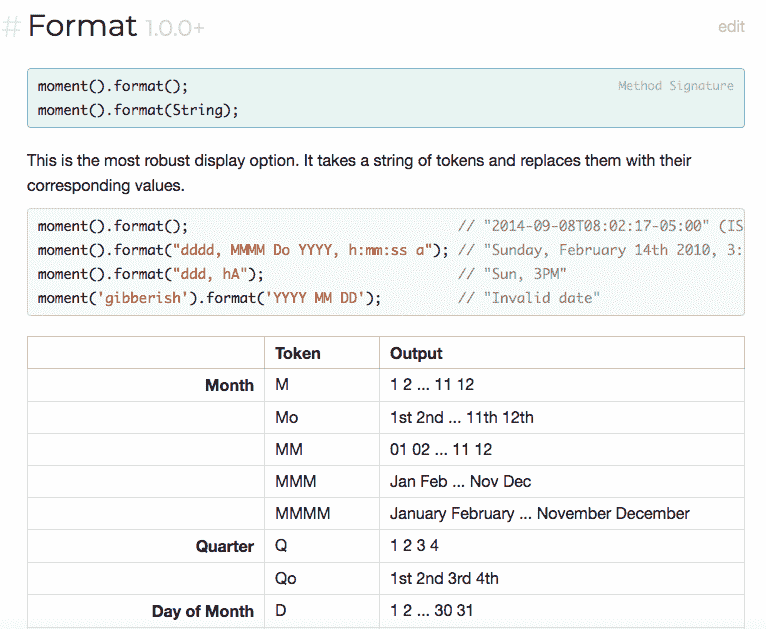 # Format 1.0.0+ edit
moment().format(); Method Signature
moment().format(String);
This is the most robust display option. It takes a string of tokens and replaces them with their
corresponding values.
moment().format(); // "2014-09-08T08:02:17-05:00" (IS
moment().format("dddd, MMMM Do YYYY, h:mm:ss a"); // "Sunday, February 14th 2010, 3:
moment().format("ddd, hA"); // "Sun, 3PM"
moment('gibberish').format('YYYY MM DD'); // "Invalid date"
Token Output
Month M 1 2 ... 11 12
Mo 1st 2nd ... 11th 12th
MM 01 02 ... 11 12
MMM Jan Feb ... Nov Dec
MMMM January February ... November December
Quarter Q 1 2 3 4
Qo 1st 2nd 3rd 4th
Day of Month D 1 2 ... 30 31